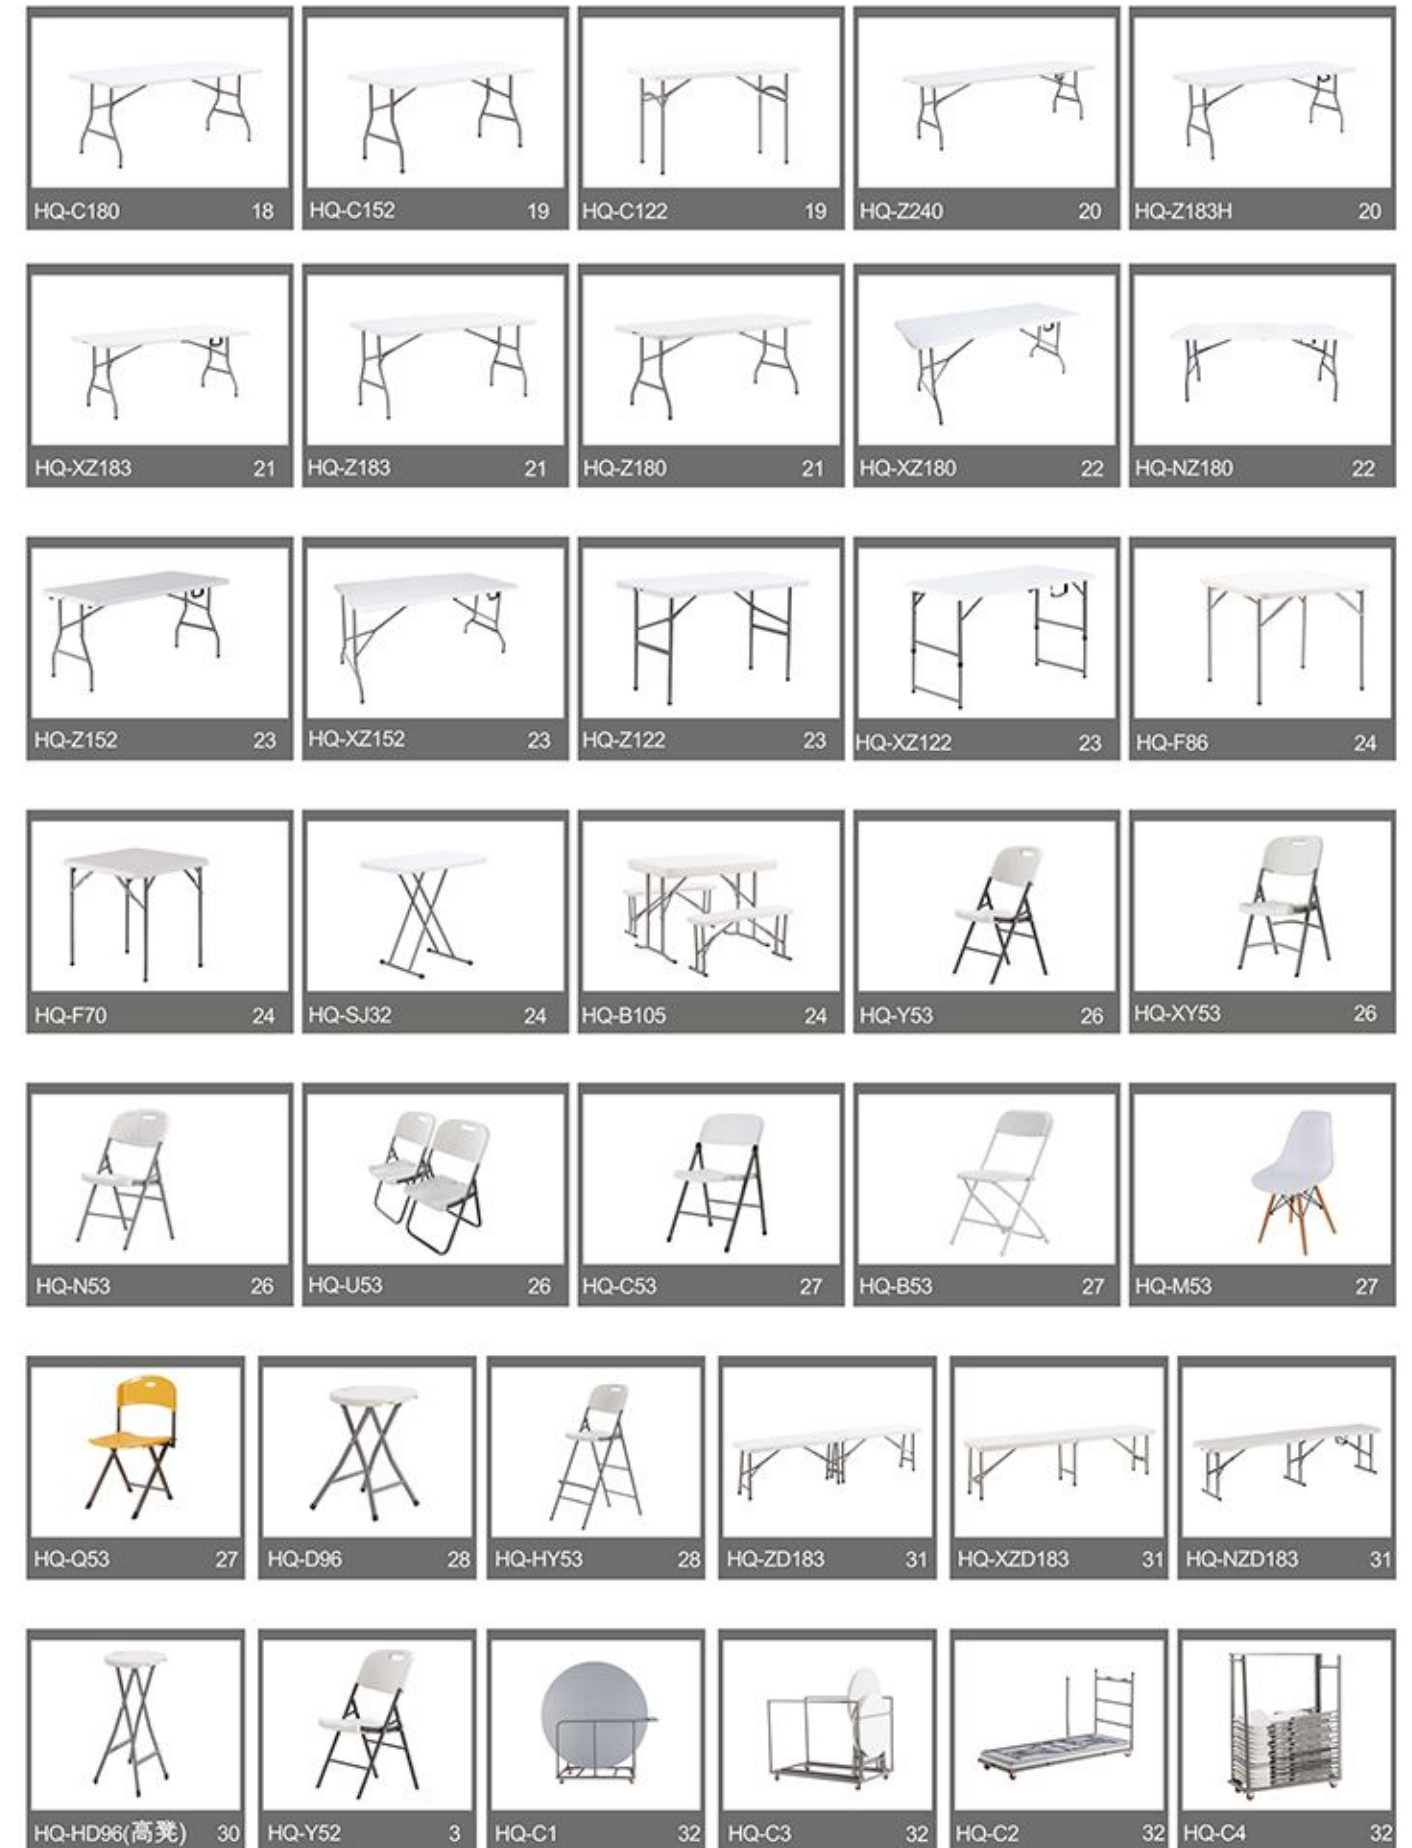 HQ-C180 18
HQ-C152 19
HQ-C122 19
HQ-Z240 20
HQ-Z183H 20
HQ-XZ183 21
HQ-Z183 21
HQ-Z180 21
HQ-XZ180 22
HQ-NZ180 22
HQ-Z152 23
HQ-XZ152 23
HQ-Z122 23
HQ-XZ122 23
HQ-F86 24
HQ-F70 24
HQ-SJ32 24
HQ-B105 24
HQ-Y53 26
HQ-XY53 26
HQ-N53 26
HQ-U53 26
HQ-C53 27
HQ-B53 27
HQ-M53 27
HQ-Q53 27
HQ-D96 28
HQ-HY53 28
HQ-ZD183 31
HQ-XZD183 31
HQ-NZD183 31
HQ-HD96(高凳) 30
HQ-Y52 3
HQ-C1 32
HQ-C3 32
HQ-C2 32
HQ-C4 32